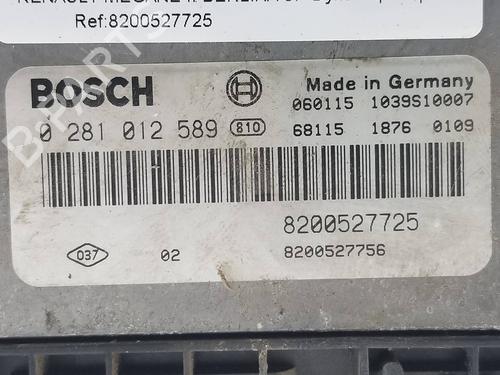 Ref:8200527725
BOSCH
Made in Germany
060115 1039S10007
0 281 012 589 810
68115 1876 0109
8200527725
037 02 8200527756
B-PARTS